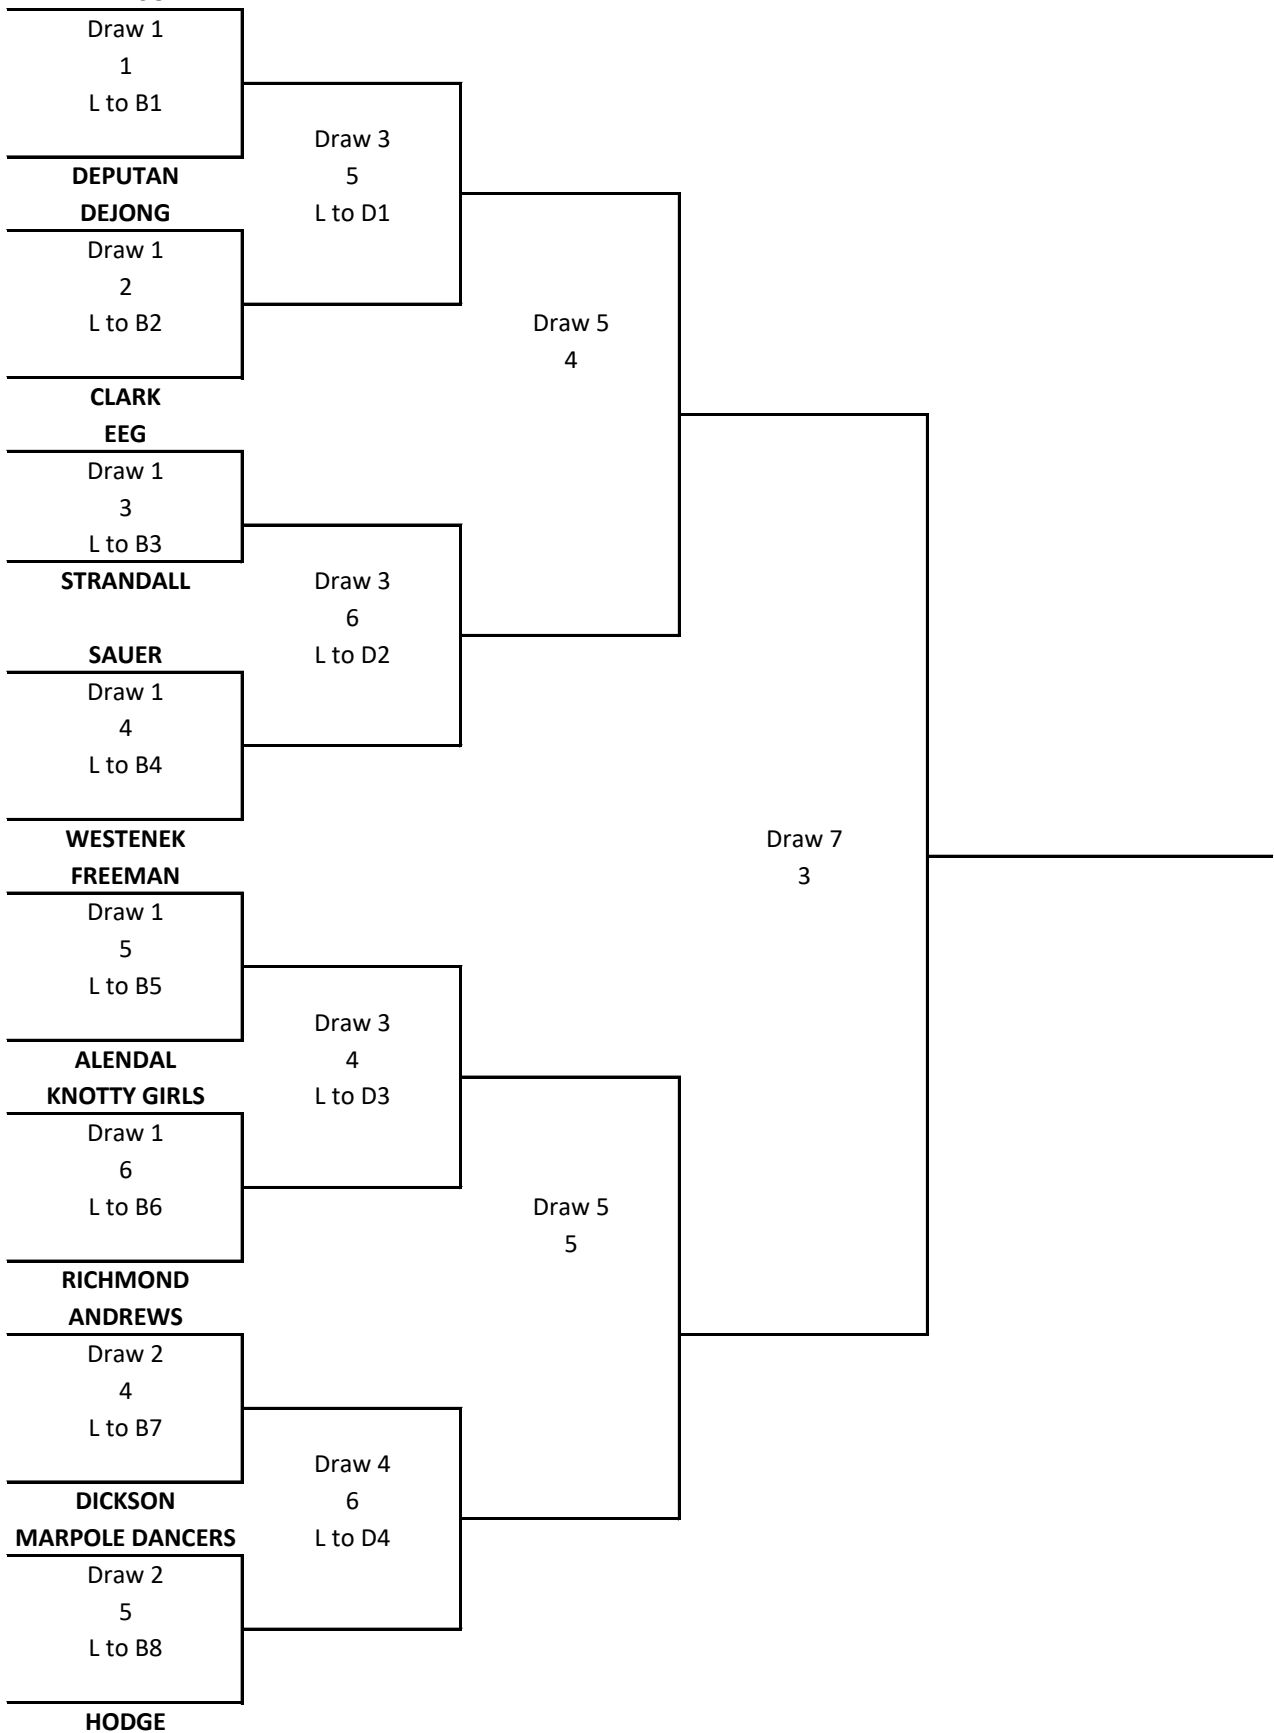 Draw 1
1
L to B1
DEPUTAN
DEJONG
Draw 1
2
L to B2
CLARK
EEG
Draw 1
3
L to B3
STRANDALL
SAUER
Draw 1
4
L to B4
WESTENEK
FREEMAN
Draw 1
5
L to B5
ALENDAL
KNOTTY GIRLS
Draw 1
6
L to B6
RICHMOND
ANDREWS
Draw 2
4
L to B7
DICKSON
MARPOLE DANCERS
Draw 2
5
L to B8
HODGE
Draw 3
5
L to D1
Draw 3
6
L to D2
Draw 3
4
L to D3
Draw 4
6
L to D4
Draw 5
4
Draw 5
5
Draw 7
3